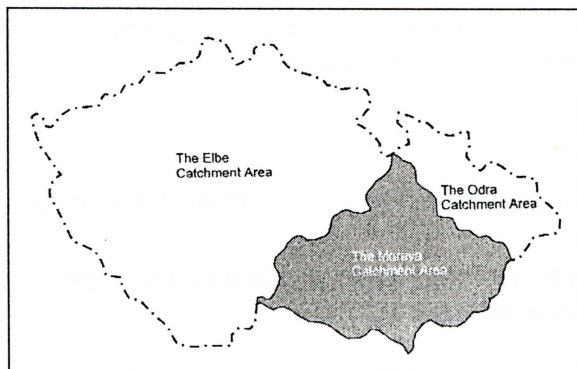 The Elbe
Catchment Area
The Odra
Catchment Area
The Morava
Catchment Area